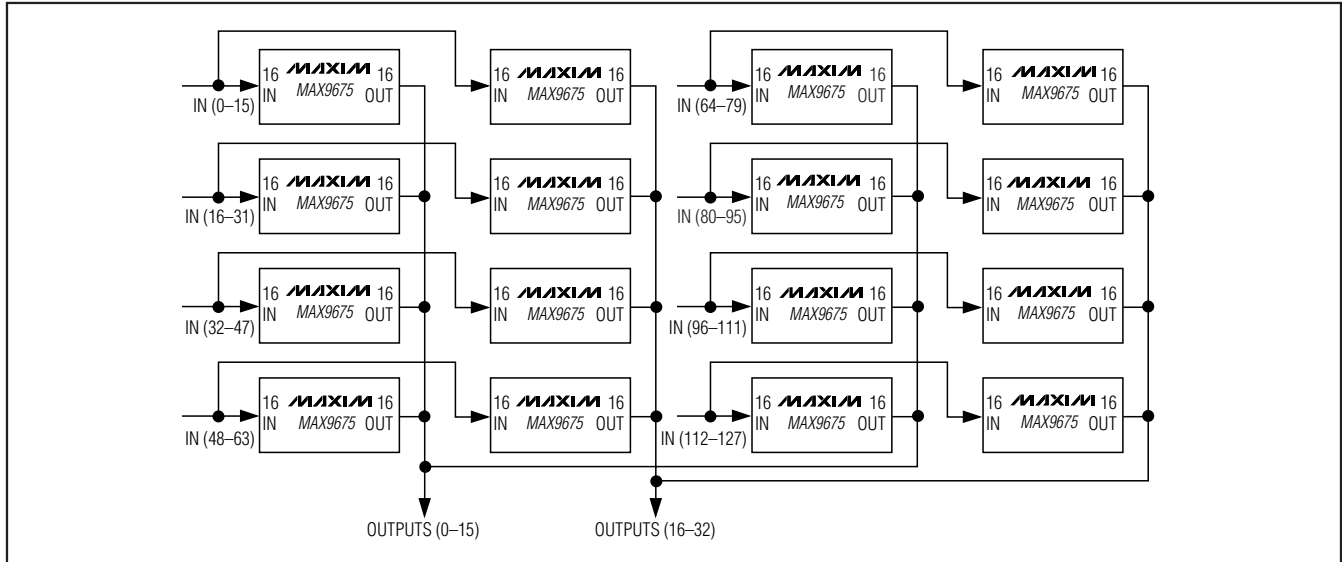 16 MAXIM 16
IN MAX9675 OUT
IN (0–15)
16 MAXIM 16
IN MAX9675 OUT
16 MAXIM 16
IN MAX9675 OUT
IN (64–79)
16 MAXIM 16
IN MAX9675 OUT
16 MAXIM 16
IN MAX9675 OUT
IN (16–31)
16 MAXIM 16
IN MAX9675 OUT
16 MAXIM 16
IN MAX9675 OUT
IN (80–95)
16 MAXIM 16
IN MAX9675 OUT
16 MAXIM 16
IN MAX9675 OUT
IN (32–47)
16 MAXIM 16
IN MAX9675 OUT
16 MAXIM 16
IN MAX9675 OUT
IN (96–111)
16 MAXIM 16
IN MAX9675 OUT
16 MAXIM 16
IN MAX9675 OUT
IN (48–63)
16 MAXIM 16
IN MAX9675 OUT
16 MAXIM 16
IN MAX9675 OUT
IN (112–127)
16 MAXIM 16
IN MAX9675 OUT
OUTPUTS (0–15)
OUTPUTS (16–32)